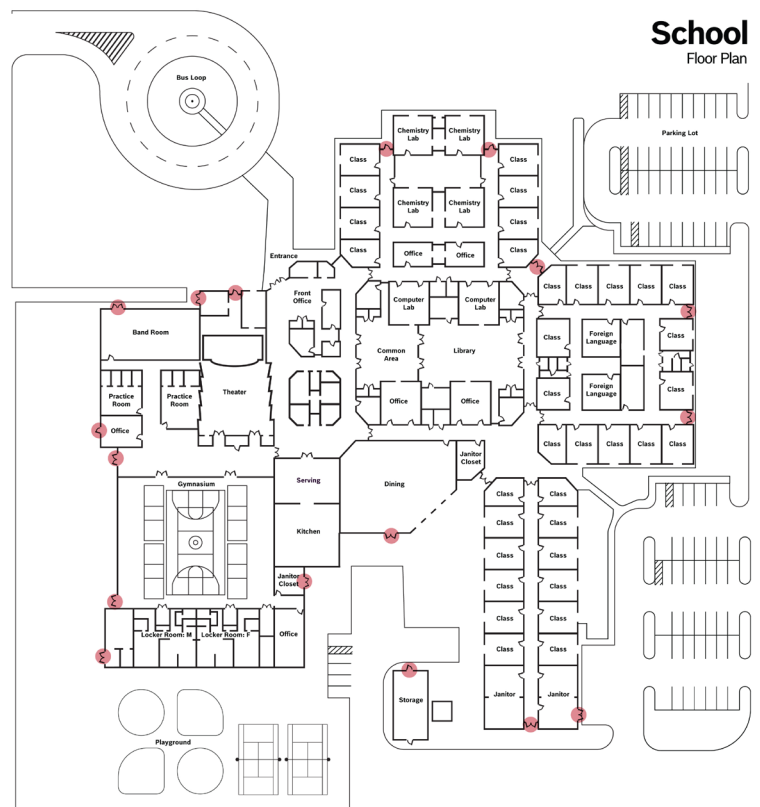 School
Floor Plan
Bus Loop
Parking Lot
Chemistry
Lab
Chemistry
Lab
Class
Class
Class
Class
Chemistry
Lab
Chemistry
Lab
Class
Class
Class
Office
Office
Class
Entrance
Front
Office
Computer
Lab
Computer
Lab
Class
Class
Class
Class
Class
Band Room
Common
Area
Library
Class
Foreign
Language
Class
Practice
Room
Practice
Room
Theater
Office
Office
Class
Foreign
Language
Class
Office
Class
Class
Class
Class
Class
Gymnasium
Serving
Dining
Janitor
Closet
Class
Class
Class
Class
Kitchen
Class
Class
Janitor
Closet
Class
Class
Class
Class
Locker Room: M
Locker Room: F
Office
Class
Class
Janitor
Janitor
Storage
Playground